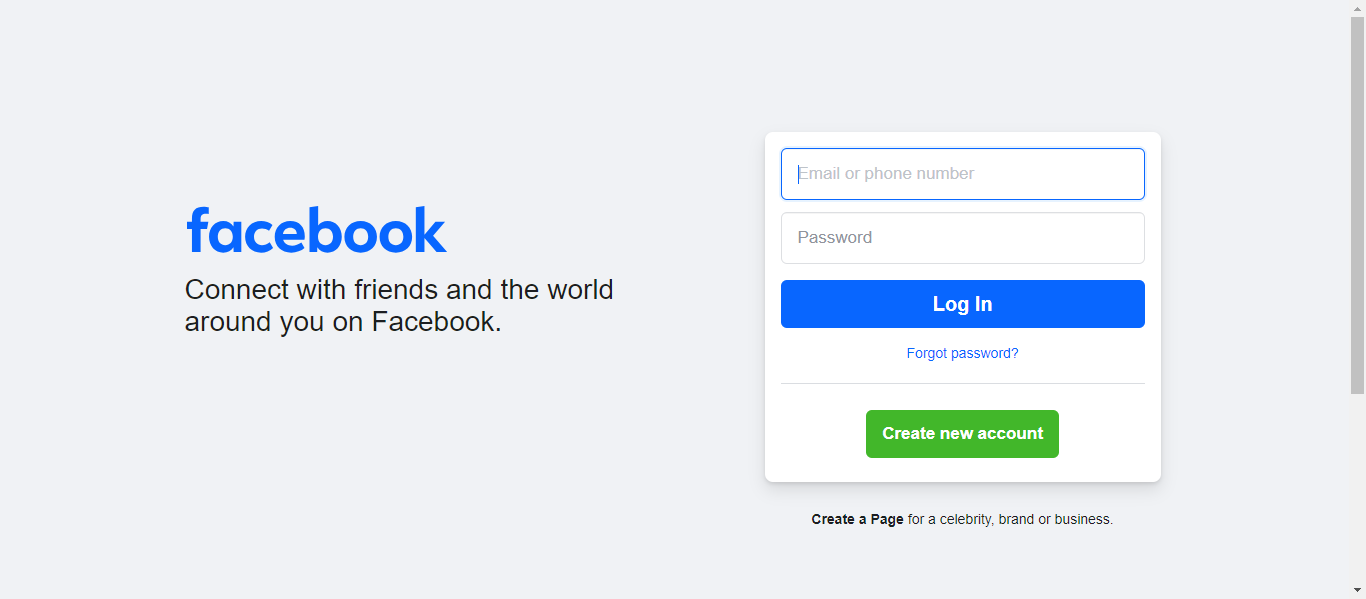 facebook
Connect with friends and the world
around you on Facebook.
Email or phone number
Password
Log In
Forgot password?
Create new account
Create a Page for a celebrity, brand or business.